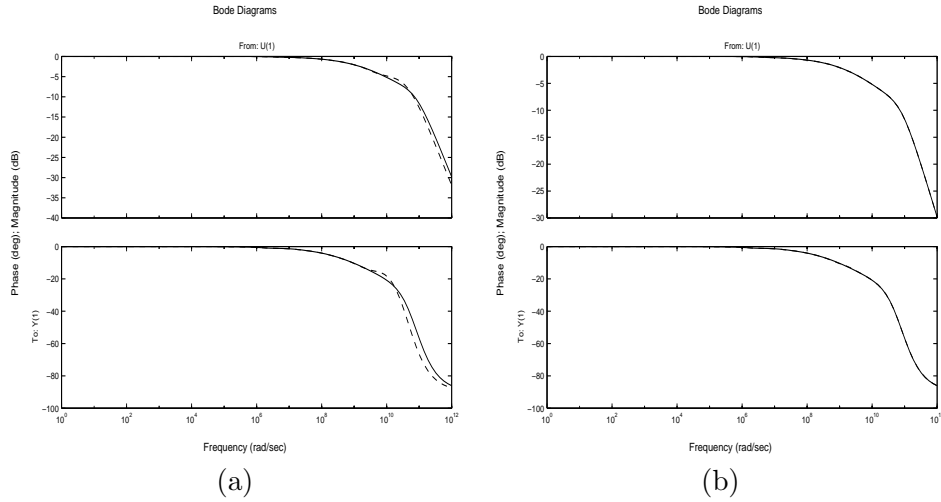 Bode Diagrams
From: U(1)
0
−5
−10
−15
−20
−25
−30
−35
−40
Phase (deg); Magnitude (dB)
To: Y(1)
0
−20
−40
−60
−80
−100
10^0 10^2 10^4 10^6 10^8 10^10 10^12
Frequency (rad/sec)
(a)
Bode Diagrams
From: U(1)
0
−5
−10
−15
−20
−25
−30
Phase (deg); Magnitude (dB)
To: Y(1)
0
−20
−40
−60
−80
−100
10^0 10^2 10^4 10^6 10^8 10^10 10^1
Frequency (rad/sec)
(b)